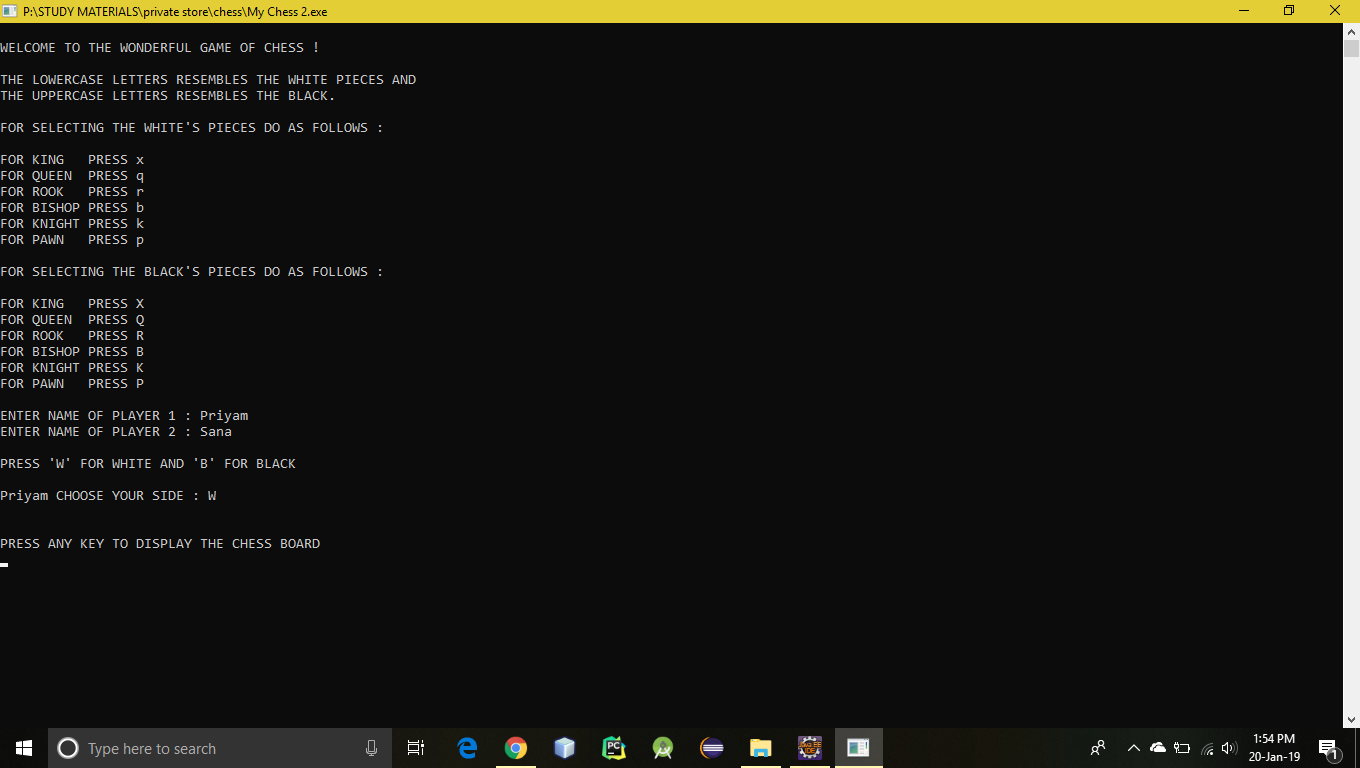 P:\STUDY MATERIALS\private store\chess\My Chess 2.exe
WELCOME TO THE WONDERFUL GAME OF CHESS !
THE LOWERCASE LETTERS RESEMBLES THE WHITE PIECES AND
THE UPPERCASE LETTERS RESEMBLES THE BLACK.
FOR SELECTING THE WHITE'S PIECES DO AS FOLLOWS :
FOR KING   PRESS x
FOR QUEEN  PRESS q
FOR ROOK   PRESS r
FOR BISHOP PRESS b
FOR KNIGHT PRESS k
FOR PAWN   PRESS p
FOR SELECTING THE BLACK'S PIECES DO AS FOLLOWS :
FOR KING   PRESS X
FOR QUEEN  PRESS Q
FOR ROOK   PRESS R
FOR BISHOP PRESS B
FOR KNIGHT PRESS K
FOR PAWN   PRESS P
ENTER NAME OF PLAYER 1 : Priyam
ENTER NAME OF PLAYER 2 : Sana
PRESS 'W' FOR WHITE AND 'B' FOR BLACK
Priyam CHOOSE YOUR SIDE : W
PRESS ANY KEY TO DISPLAY THE CHESS BOARD
Type here to search
PC
1:54 PM
20-Jan-19
1